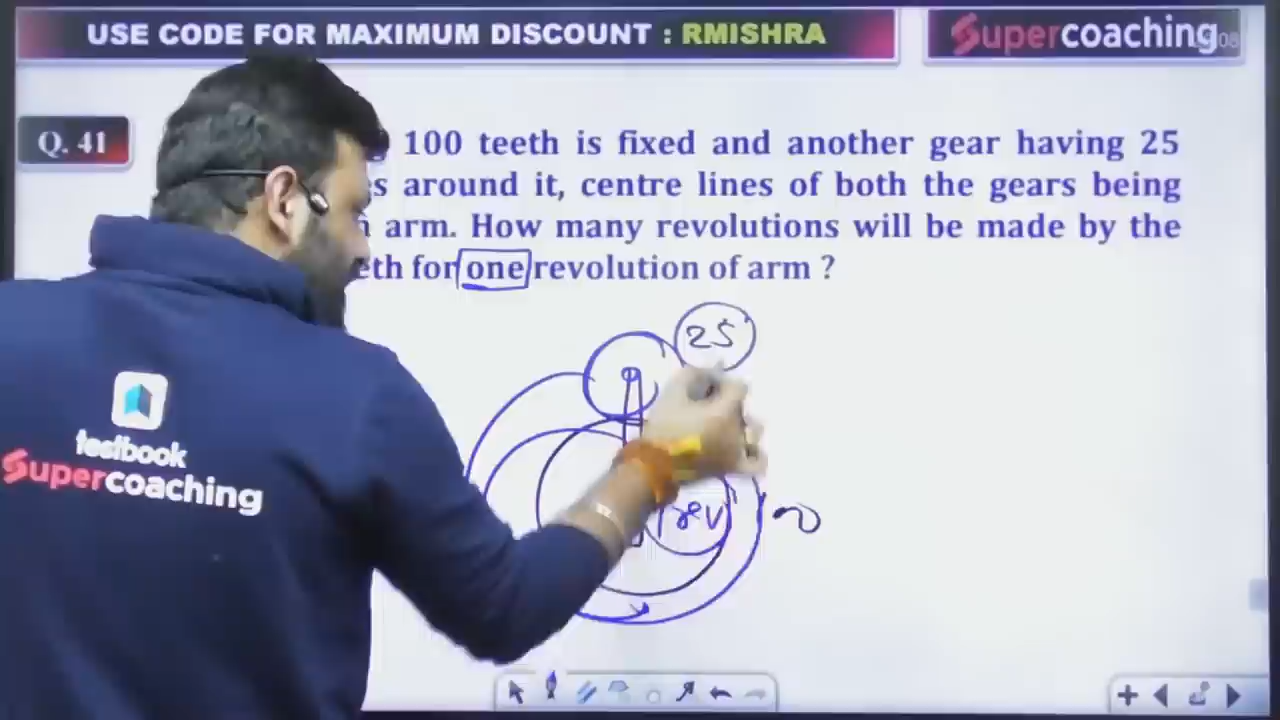 USE CODE FOR MAXIMUM DISCOUNT : RMISHRA
Supercoaching
Q. 41
100 teeth is fixed and another gear having 25
around it, centre lines of both the gears being
arm. How many revolutions will be made by the
for one revolution of arm ?
25
rev
testbook
Supercoaching